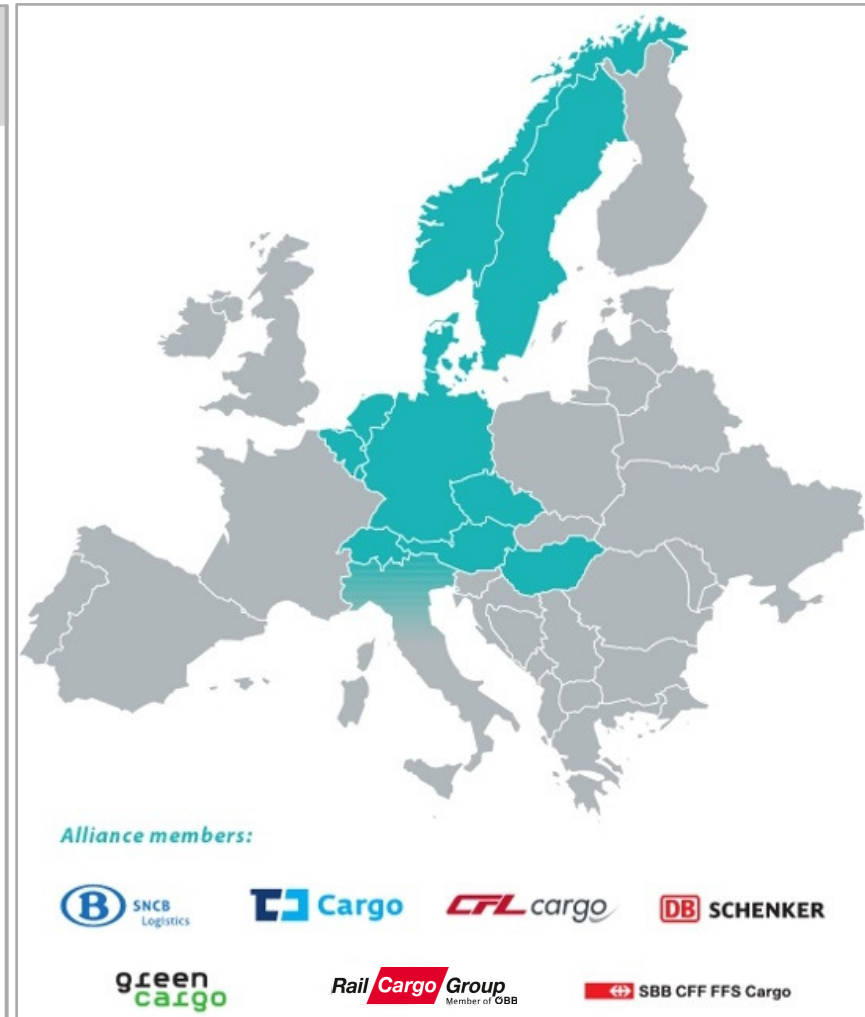 Alliance members:
B SNCB
Logistics
Cargo
CFL cargo
DB SCHENKER
green
cargo
Rail Cargo Group
Member of ÖBB
SBB CFF FFS Cargo